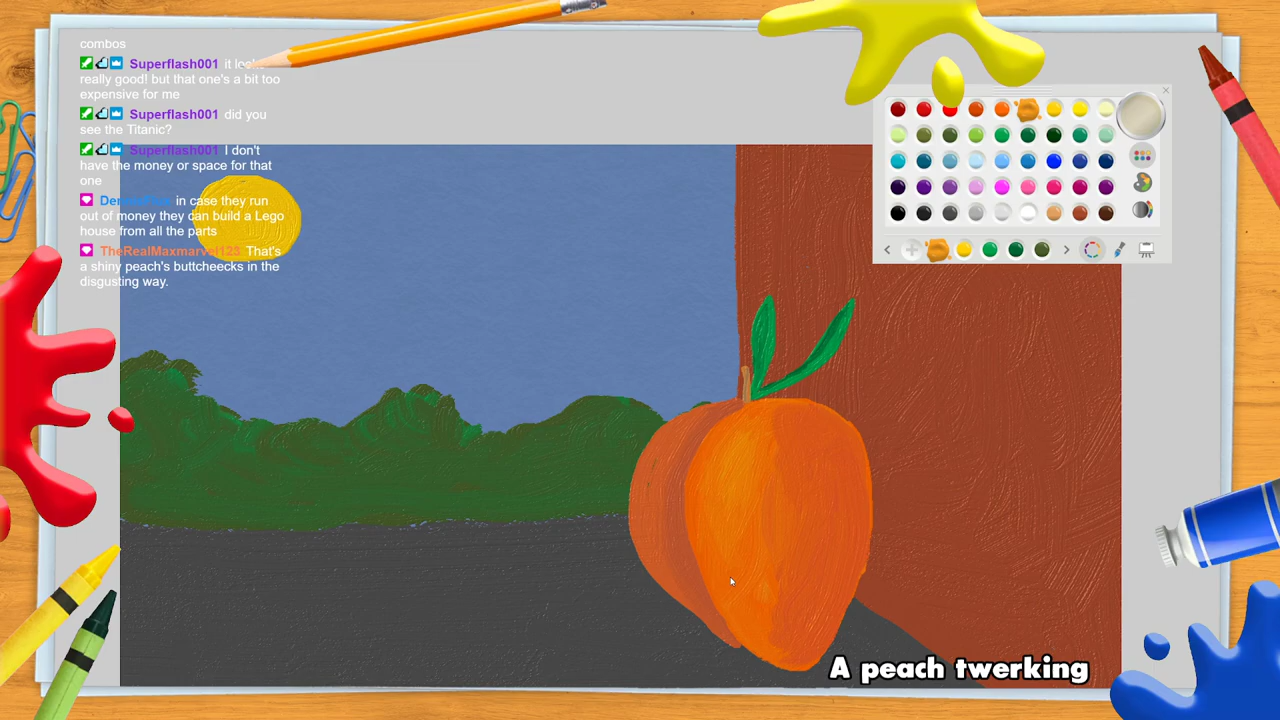 combos
Superflash001 it looks
really good! but that one's a bit too
expensive for me
Superflash001 did you
see the Titanic?
Superflash001 I don't
have the money or space for that
one
in case they run
out of money they can build a Lego
house from all the parts
TheRealMaxmarvel123 That's
a shiny peach's buttcheecks in the
disgusting way.
A peach twerking